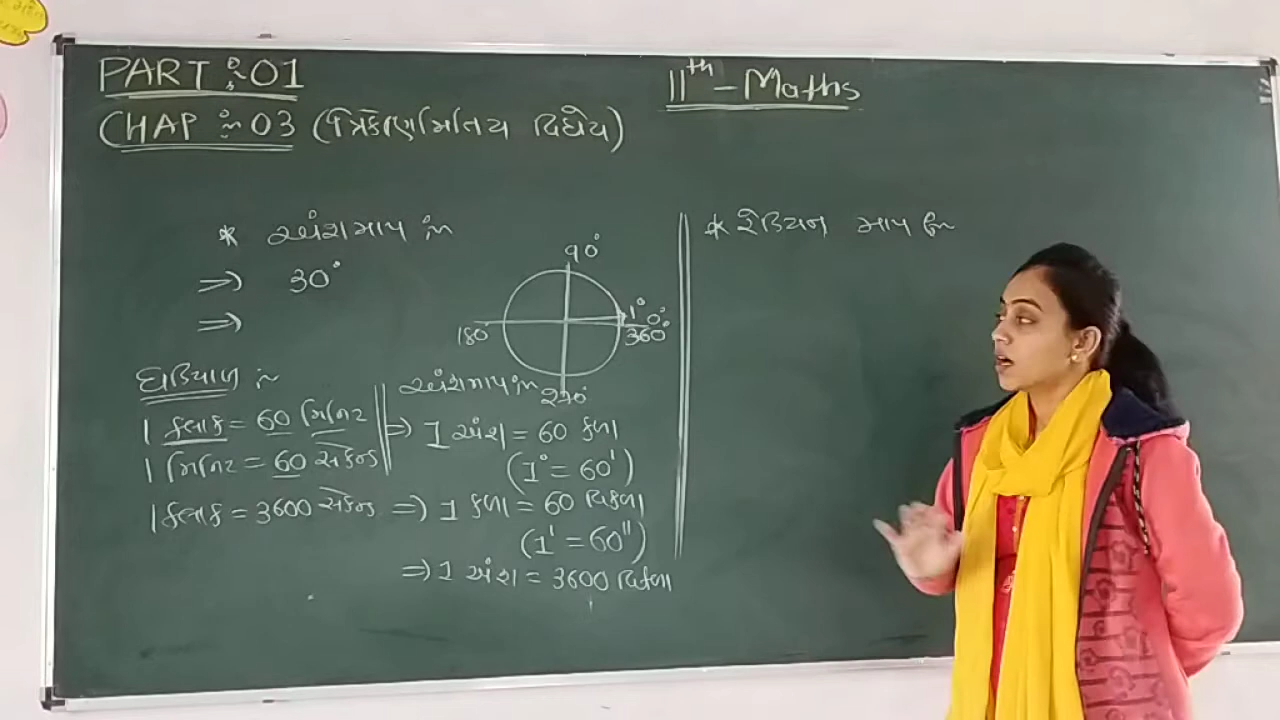 PART :- 01
11th - Maths
CHAP :- 03 (ત્રિકોણમિતિય વિધેય)
* અંશમાપ :-
⇒ 30°
⇒
90°
180
1°
0°
360°
270°
ઘડિયાળ :-
1 કલાક = 60 મિનિટ
1 મિનિટ = 60 સેકન્ડ
1 કલાક = 3600 સેકન્ડ
અંશમાપ :-
⇒ 1 અંશ = 60 કળા
(1° = 60')
⇒ 1 કળા = 60 વિકળા
(1' = 60'')
⇒ 1 અંશ = 3600 વિકળા
* રેડિયન માપ :-